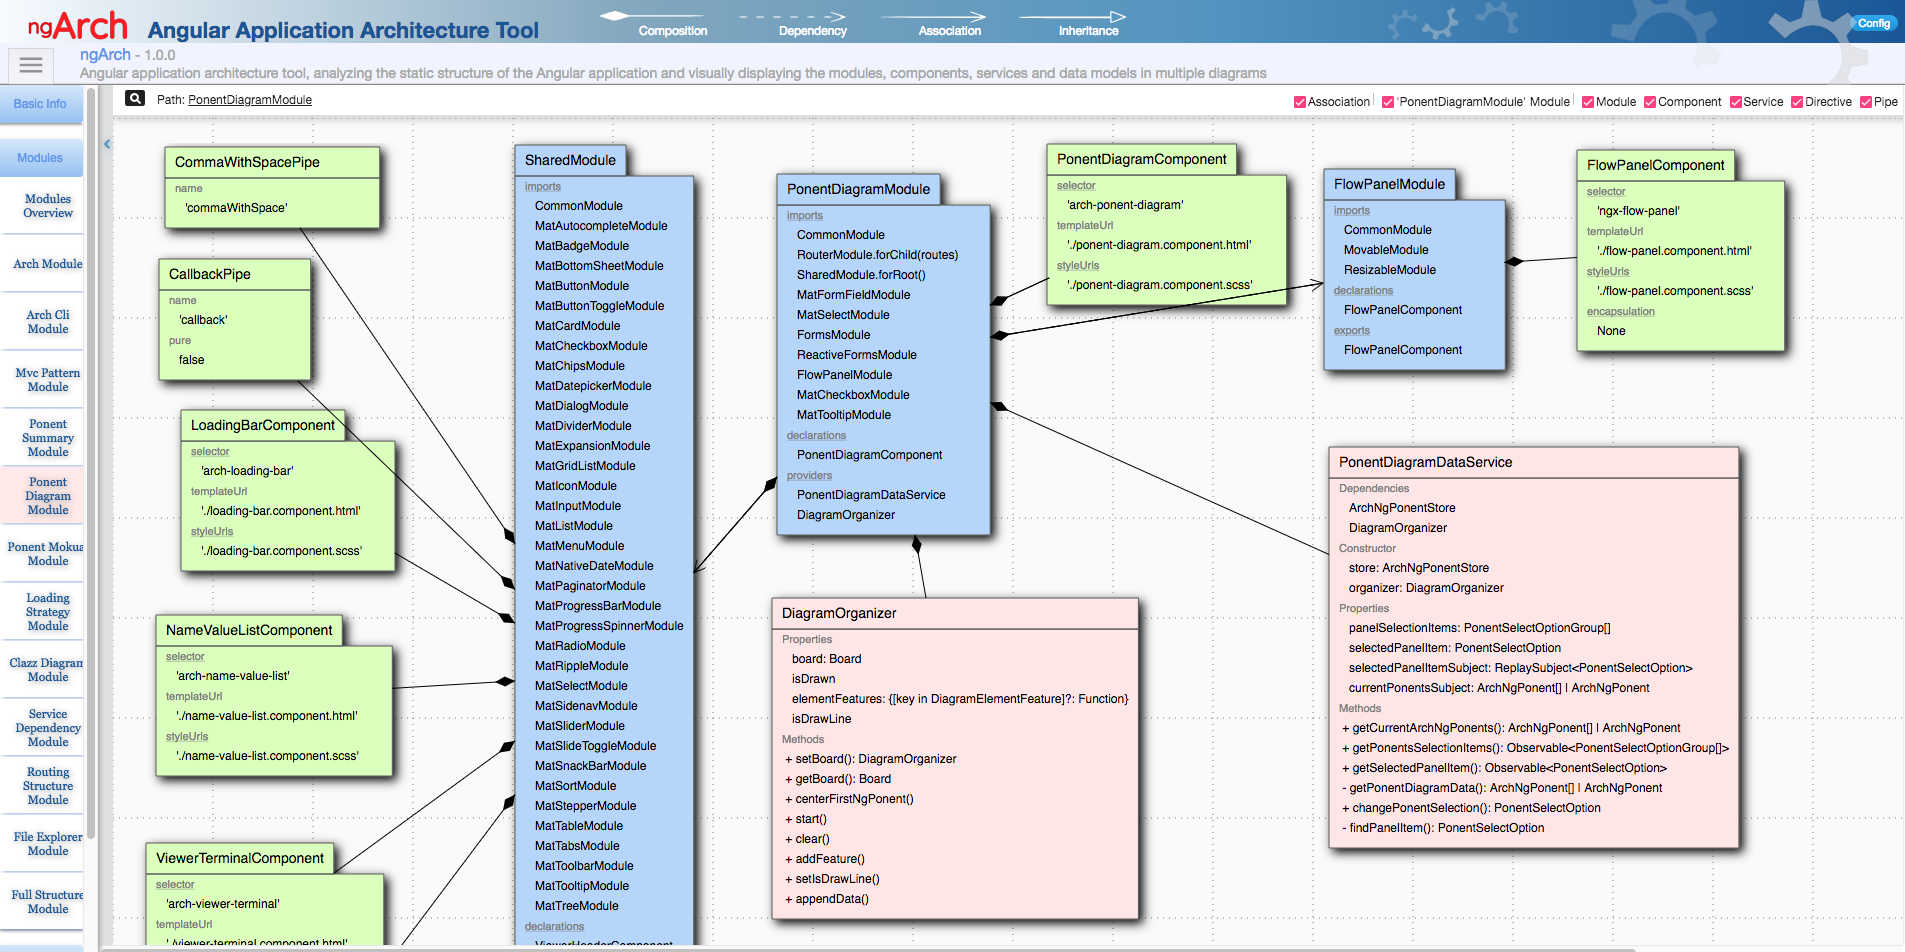 ngArch
Angular Application Architecture Tool
Composition
Dependency
Association
Inheritance
Config
ngArch - 1.0.0
Angular application architecture tool, analyzing the static structure of the Angular application and visually displaying the modules, components, services and data models in multiple diagrams
Basic Info
Modules
Modules
Overview
Arch Module
Arch Cli
Module
Mvc Pattern
Module
Ponent
Summary
Module
Ponent
Diagram
Module
Ponent Mokua
Module
Loading
Strategy
Module
Clazz Diagram
Module
Service
Dependency
Module
Routing
Structure
Module
File Explorer
Module
Full Structure
Module
Path: PonentDiagramModule
Association
'PonentDiagramModule' Module
Module
Component
Service
Directive
Pipe
CommaWithSpacePipe
name
'commaWithSpace'
CallbackPipe
name
'callback'
pure
false
LoadingBarComponent
selector
'arch-loading-bar'
templateUrl
'./loading-bar.component.html'
styleUrls
'./loading-bar.component.scss'
NameValueListComponent
selector
'arch-name-value-list'
templateUrl
'./name-value-list.component.html'
styleUrls
'./name-value-list.component.scss'
ViewerTerminalComponent
selector
'arch-viewer-terminal'
templateUrl
'./viewer-terminal.component.html'
SharedModule
imports
CommonModule
MatAutocompleteModule
MatBadgeModule
MatBottomSheetModule
MatButtonModule
MatButtonToggleModule
MatCardModule
MatCheckboxModule
MatChipsModule
MatDatepickerModule
MatDialogModule
MatDividerModule
MatExpansionModule
MatGridListModule
MatIconModule
MatInputModule
MatListModule
MatMenuModule
MatNativeDateModule
MatPaginatorModule
MatProgressBarModule
MatProgressSpinnerModule
MatRadioModule
MatRippleModule
MatSelectModule
MatSidenavModule
MatSliderModule
MatSlideToggleModule
MatSnackBarModule
MatSortModule
MatStepperModule
MatTableModule
MatTabsModule
MatToolbarModule
MatTooltipModule
MatTreeModule
declarations
ViewerHeaderComponent
PonentDiagramModule
imports
CommonModule
RouterModule.forChild(routes)
SharedModule.forRoot()
MatFormFieldModule
MatSelectModule
FormsModule
ReactiveFormsModule
FlowPanelModule
MatCheckboxModule
MatTooltipModule
declarations
PonentDiagramComponent
providers
PonentDiagramDataService
DiagramOrganizer
DiagramOrganizer
Properties
board: Board
isDrawn
elementFeatures: {[key in DiagramElementFeature]?: Function}
isDrawLine
Methods
+ setBoard(): DiagramOrganizer
+ getBoard(): Board
+ centerFirstNgPonent()
+ start()
+ clear()
+ addFeature()
+ setIsDrawLine()
+ appendData()
PonentDiagramComponent
selector
'arch-ponent-diagram'
templateUrl
'./ponent-diagram.component.html'
styleUrls
'./ponent-diagram.component.scss'
FlowPanelModule
imports
CommonModule
MovableModule
ResizableModule
declarations
FlowPanelComponent
exports
FlowPanelComponent
FlowPanelComponent
selector
'ngx-flow-panel'
templateUrl
'./flow-panel.component.html'
styleUrls
'./flow-panel.component.scss'
encapsulation
None
PonentDiagramDataService
Dependencies
ArchNgPonentStore
DiagramOrganizer
Constructor
store: ArchNgPonentStore
organizer: DiagramOrganizer
Properties
panelSelectionItems: PonentSelectOptionGroup[]
selectedPanelItem: PonentSelectOption
selectedPanelItemSubject: ReplaySubject<PonentSelectOption>
currentPonentsSubject: ArchNgPonent[] | ArchNgPonent
Methods
+ getCurrentArchNgPonents(): ArchNgPonent[] | ArchNgPonent
+ getPonentsSelectionItems(): Observable<PonentSelectOptionGroup[]>
+ getSelectedPanelItem(): Observable<PonentSelectOption>
- getPonentDiagramData(): ArchNgPonent[] | ArchNgPonent
+ changePonentSelection(): PonentSelectOption
- findPanelItem(): PonentSelectOption